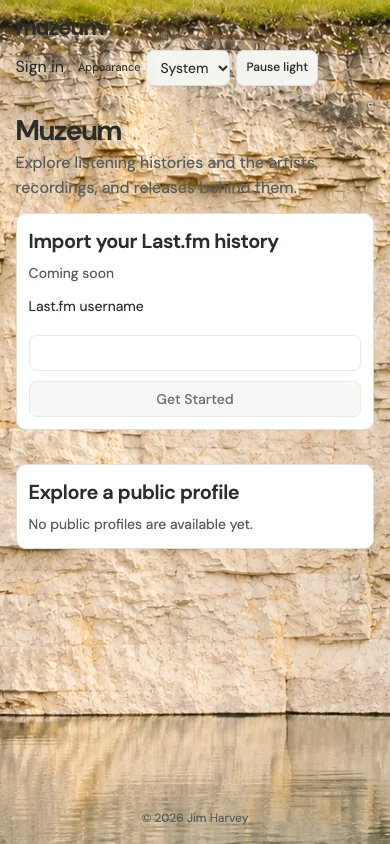 muzeum
Sign in Appearance System Pause light
Muzeum
Explore listening histories and the artists,
recordings, and releases behind them.
Import your Last.fm history
Coming soon
Last.fm username
Get Started
Explore a public profile
No public profiles are available yet.
© 2026 Jim Harvey